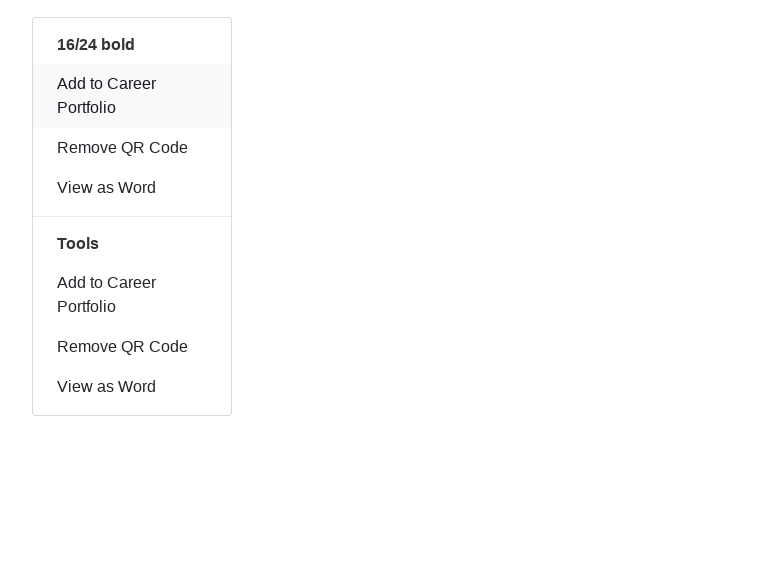 16/24 bold
Add to Career
Portfolio
Remove QR Code
View as Word
Tools
Add to Career
Portfolio
Remove QR Code
View as Word